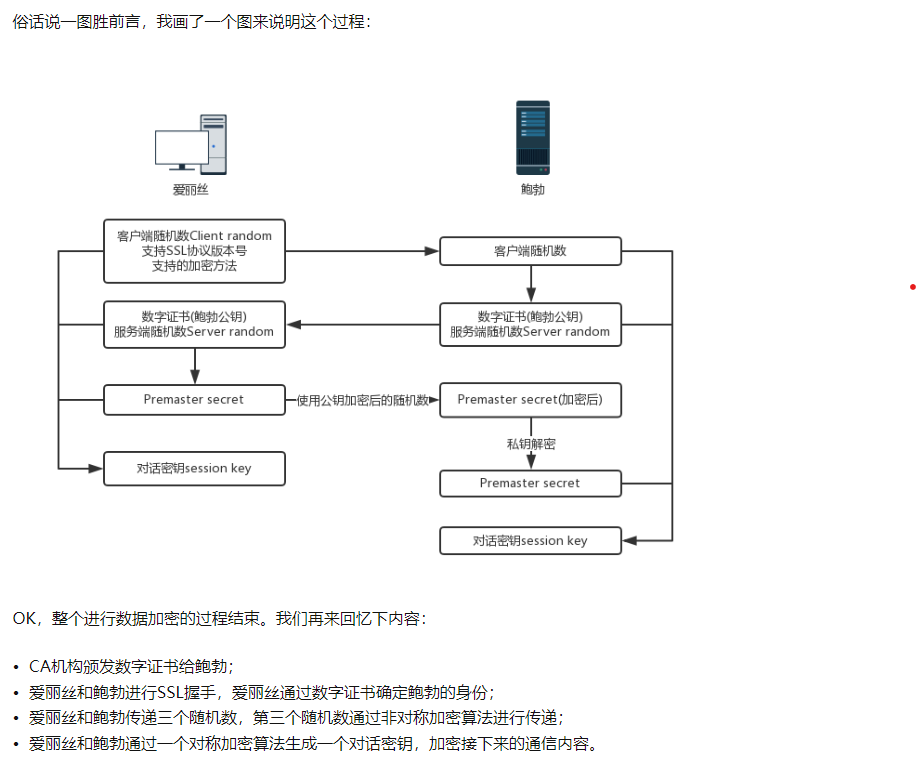 俗话说一图胜前言，我画了一个图来说明这个过程：
爱丽丝
鲍勃
客户端随机数Client random
支持SSL协议版本号
支持的加密方法
客户端随机数
数字证书(鲍勃公钥)
服务端随机数Server random
数字证书(鲍勃公钥)
服务端随机数Server random
Premaster secret
使用公钥加密后的随机数
Premaster secret(加密后)
私钥解密
对话密钥session key
Premaster secret
对话密钥session key
OK，整个进行数据加密的过程结束。我们再来回忆下内容：
• CA机构颁发数字证书给鲍勃；
• 爱丽丝和鲍勃进行SSL握手，爱丽丝通过数字证书确定鲍勃的身份；
• 爱丽丝和鲍勃传递三个随机数，第三个随机数通过非对称加密算法进行传递；
• 爱丽丝和鲍勃通过一个对称加密算法生成一个对话密钥，加密接下来的通信内容。